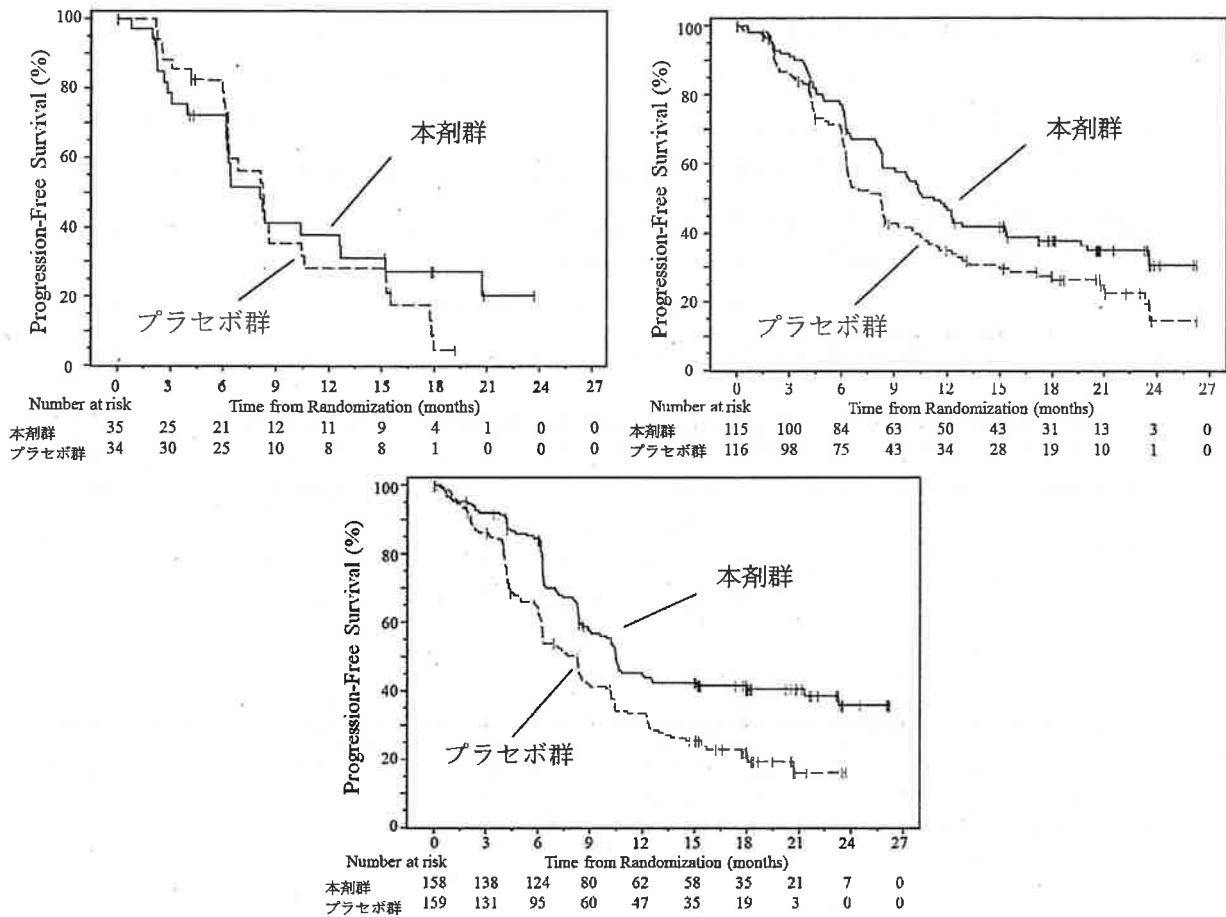 Progression-Free Survival (%)
100
80
60
40
20
0
本剤群
プラセボ群
0 3 6 9 12 15 18 21 24 27
Number at risk Time from Randomization (months)
本剤群 35 25 21 12 11 9 4 1 0 0
プラセボ群 34 30 25 10 8 8 1 0 0 0
Progression-Free Survival (%)
100
80
60
40
20
0
本剤群
プラセボ群
0 3 6 9 12 15 18 21 24 27
Number at risk Time from Randomization (months)
本剤群 115 100 84 63 50 43 31 13 3 0
プラセボ群 116 98 75 43 34 28 19 10 1 0
Progression-Free Survival (%)
100
80
60
40
20
0
本剤群
プラセボ群
0 3 6 9 12 15 18 21 24 27
Number at risk Time from Randomization (months)
本剤群 158 138 124 80 62 58 35 21 7 0
プラセボ群 159 131 95 60 47 35 19 3 0 0